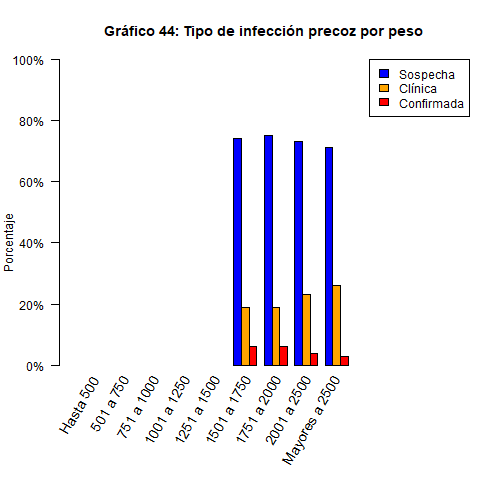 Gráfico 44: Tipo de infección precoz por peso
Sospecha
Clínica
Confirmada
Porcentaje
100%
80%
60%
40%
20%
0%
Hasta 500
501 a 750
751 a 1000
1001 a 1250
1251 a 1500
1501 a 1750
1751 a 2000
2001 a 2500
Mayores a 2500